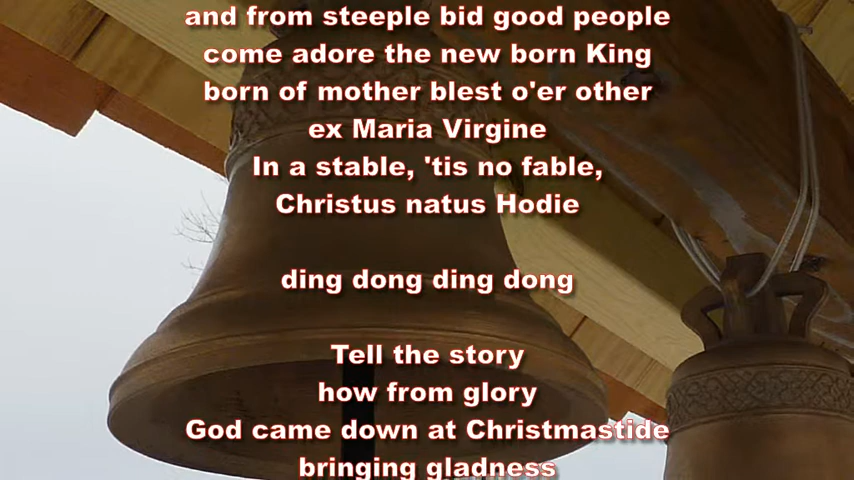 and from steeple bid good people
come adore the new born King
born of mother blest o'er other
ex Maria Virgine
In a stable, 'tis no fable,
Christus natus Hodie
ding dong ding dong
Tell the story
how from glory
God came down at Christmastide
bringing gladness